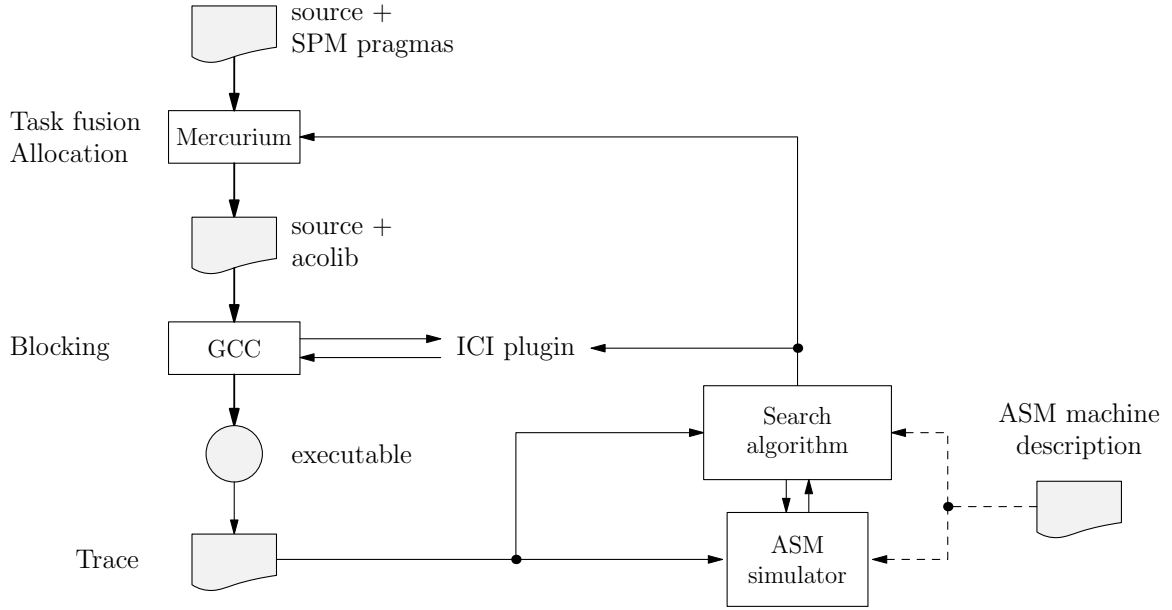 source +
SPM pragmas
Task fusion
Allocation
Mercurium
source +
acolib
Blocking
GCC
ICI plugin
Search
algorithm
ASM machine
description
executable
Trace
ASM
simulator